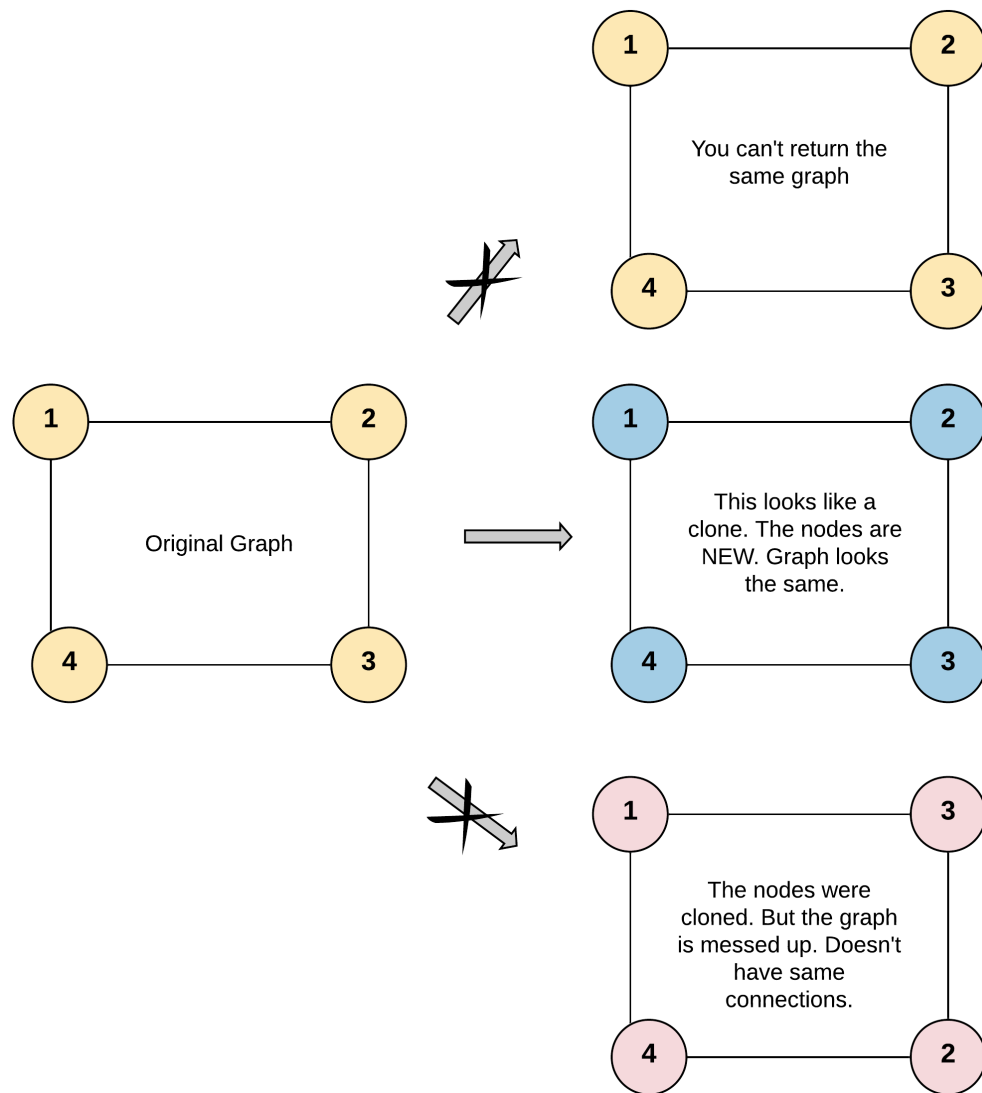 1
2
You can't return the
same graph
4
3
1
2
Original Graph
4
3
1
2
This looks like a
clone. The nodes are
NEW. Graph looks
the same.
4
3
1
3
The nodes were
cloned. But the graph
is messed up. Doesn't
have same
connections.
4
2